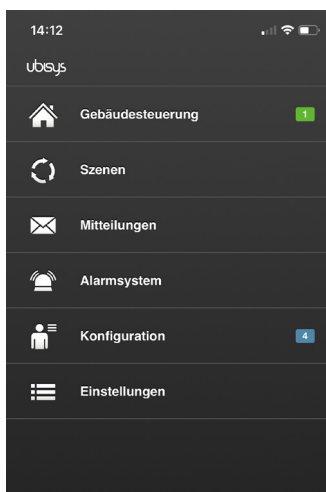 14:12
ubisys
Gebäudesteuerung
1
Szenen
Mitteilungen
Alarmsystem
Konfiguration
4
Einstellungen